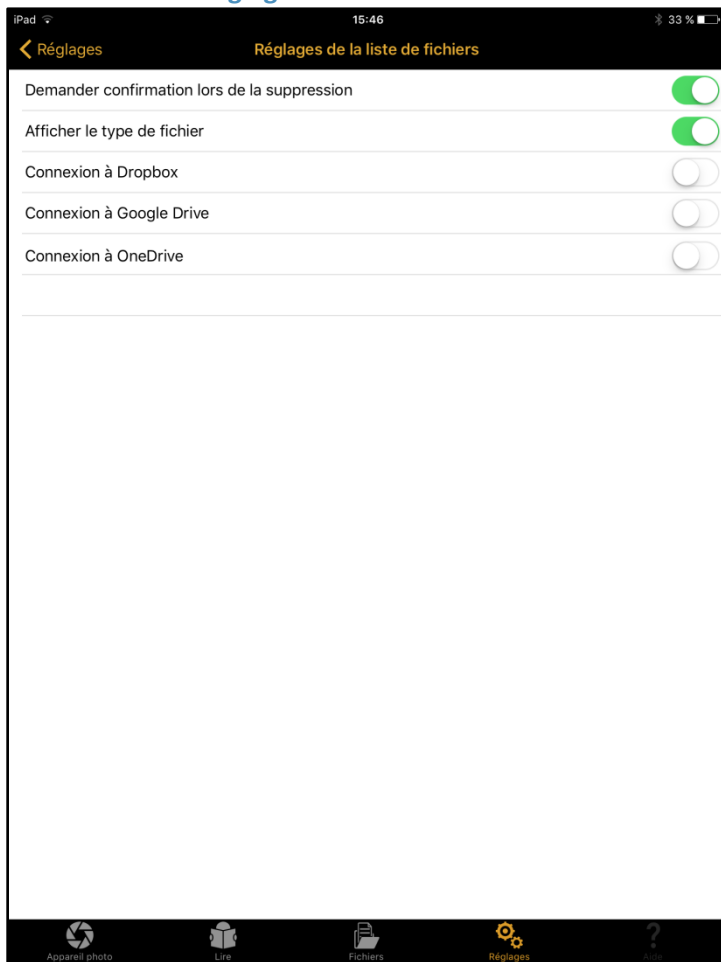 iPad 15:46 33 %
Réglages Réglages de la liste de fichiers
Demander confirmation lors de la suppression
Afficher le type de fichier
Connexion à Dropbox
Connexion à Google Drive
Connexion à OneDrive
Appareil photo Lire Fichiers Réglages Aide